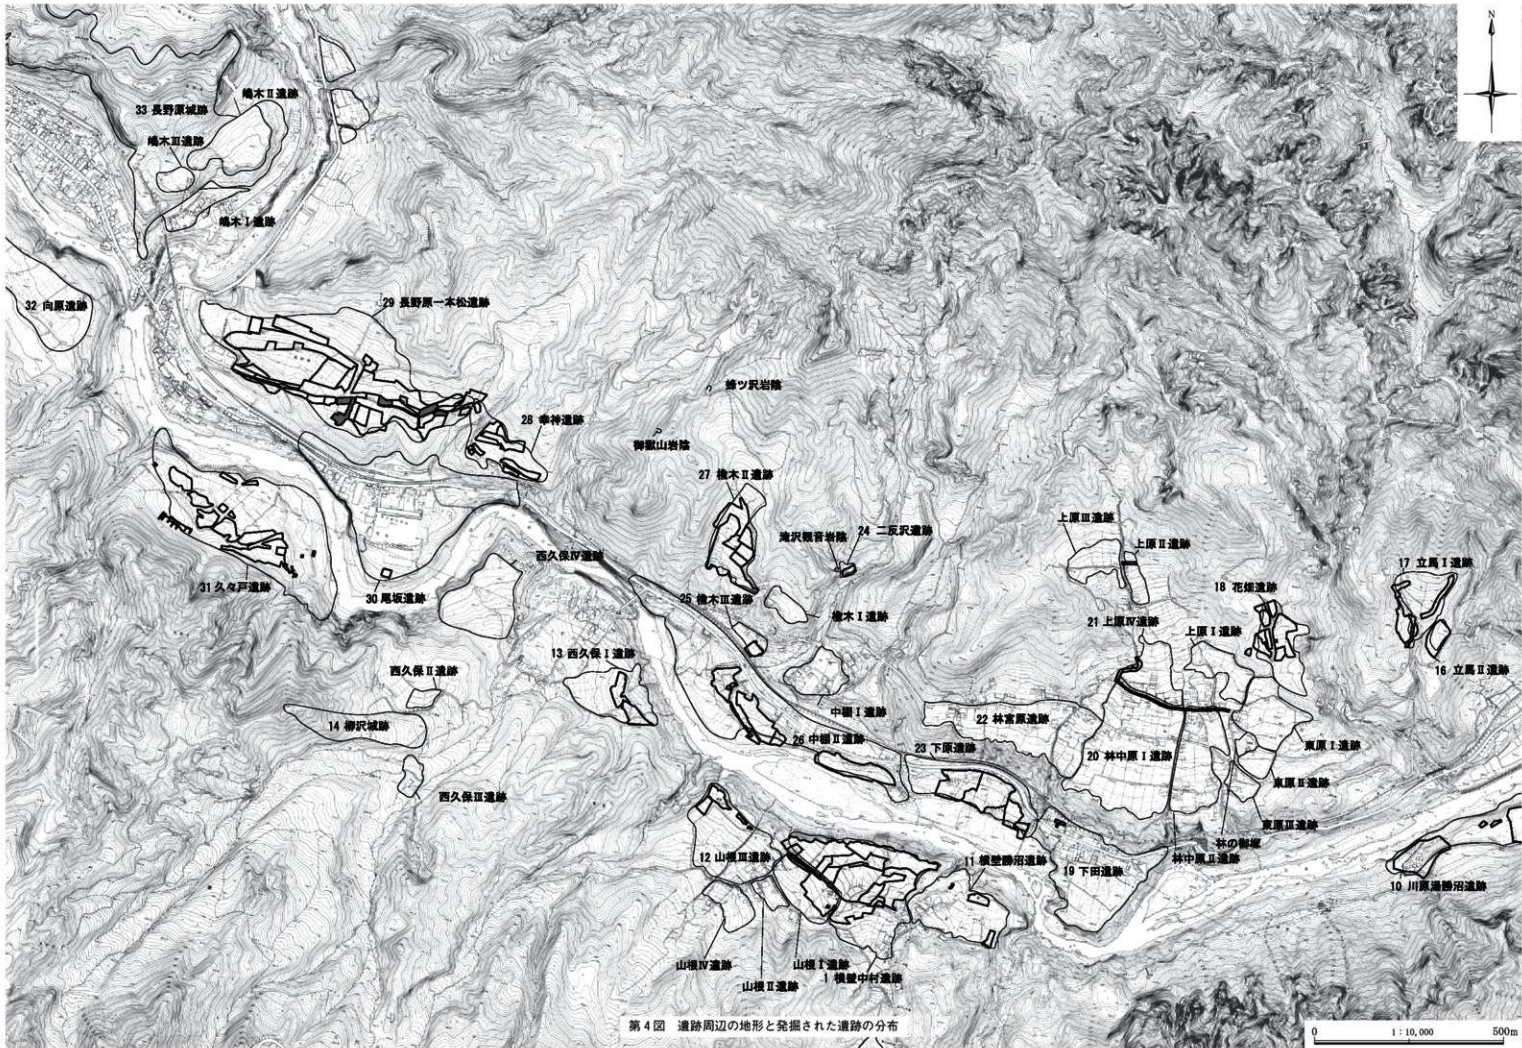 N
嶋木Ⅱ遺跡
33 長野原城跡
嶋木Ⅲ遺跡
嶋木Ⅰ遺跡
32 向原遺跡
29 長野原一本松遺跡
蜂ツ沢岩陰
28 幸神遺跡
御嶽山岩陰
27 楡木Ⅱ遺跡
上原Ⅲ遺跡
滝沢観音岩陰
24 二反沢遺跡
上原Ⅱ遺跡
西久保Ⅳ遺跡
17 立馬Ⅰ遺跡
31 久々戸遺跡
30 尾坂遺跡
25 楡木Ⅲ遺跡
18 花畑遺跡
楡木Ⅰ遺跡
21 上原Ⅳ遺跡
上原Ⅰ遺跡
13 西久保Ⅰ遺跡
西久保Ⅱ遺跡
16 立馬Ⅱ遺跡
中棚Ⅰ遺跡
14 柳沢城跡
22 林宮原遺跡
26 中棚Ⅱ遺跡
23 下原遺跡
東原Ⅰ遺跡
20 林中原Ⅰ遺跡
東原Ⅱ遺跡
西久保Ⅲ遺跡
東原Ⅲ遺跡
林の御塚
12 山根Ⅲ遺跡
11 横壁勝沼遺跡
林中原Ⅱ遺跡
19 下田遺跡
10 川原湯勝沼遺跡
山根Ⅳ遺跡
山根Ⅰ遺跡
1 横壁中村遺跡
山根Ⅱ遺跡
第4図 遺跡周辺の地形と発掘された遺跡の分布
0 1:10,000 500m